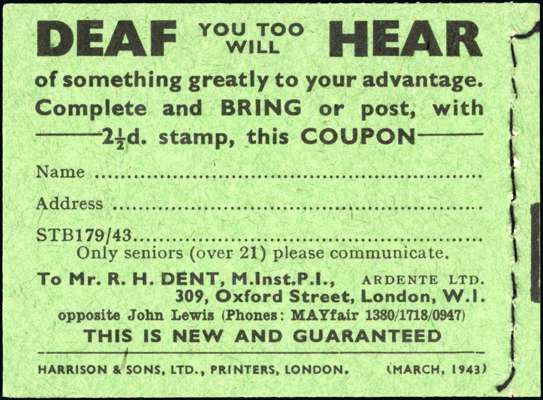 DEAF YOU TOO WILL HEAR
of something greatly to your advantage.
Complete and BRING or post, with
2½d. stamp, this COUPON
Name
Address
STB179/43
Only seniors (over 21) please communicate.
To Mr. R. H. DENT, M.Inst.P.I., ARDENTE LTD.
309, Oxford Street, London, W.I.
opposite John Lewis (Phones: MAYfair 1380/1718/0947)
THIS IS NEW AND GUARANTEED
HARRISON & SONS, LTD., PRINTERS, LONDON. (MARCH, 1943)